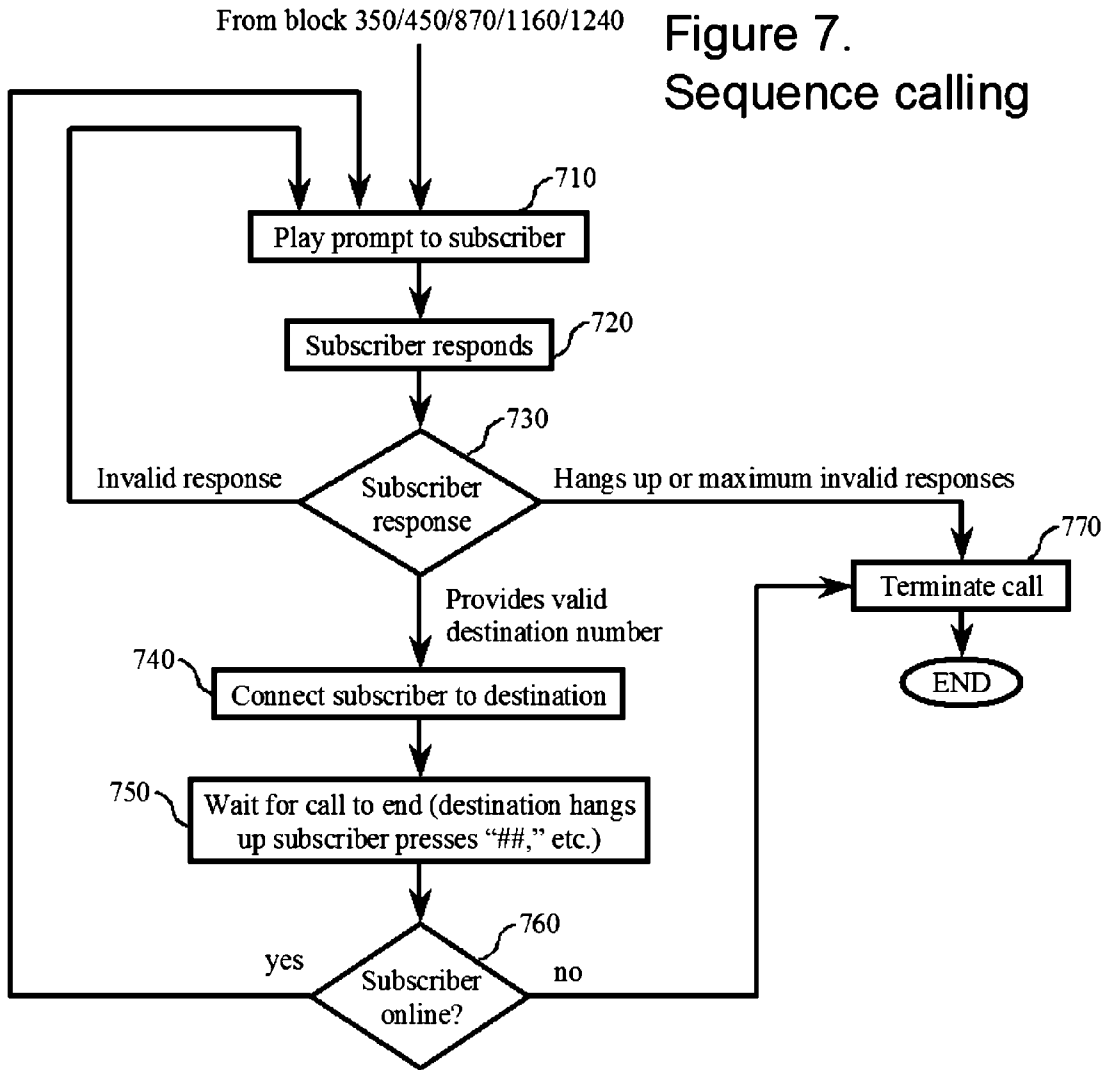 From block 350/450/870/1160/1240
Figure 7.
Sequence calling
710
Play prompt to subscriber
720
Subscriber responds
730
Invalid response
Subscriber
response
Hangs up or maximum invalid responses
770
Terminate call
END
Provides valid
destination number
740
Connect subscriber to destination
750
Wait for call to end (destination hangs
up subscriber presses “##,” etc.)
760
yes
Subscriber
online?
no